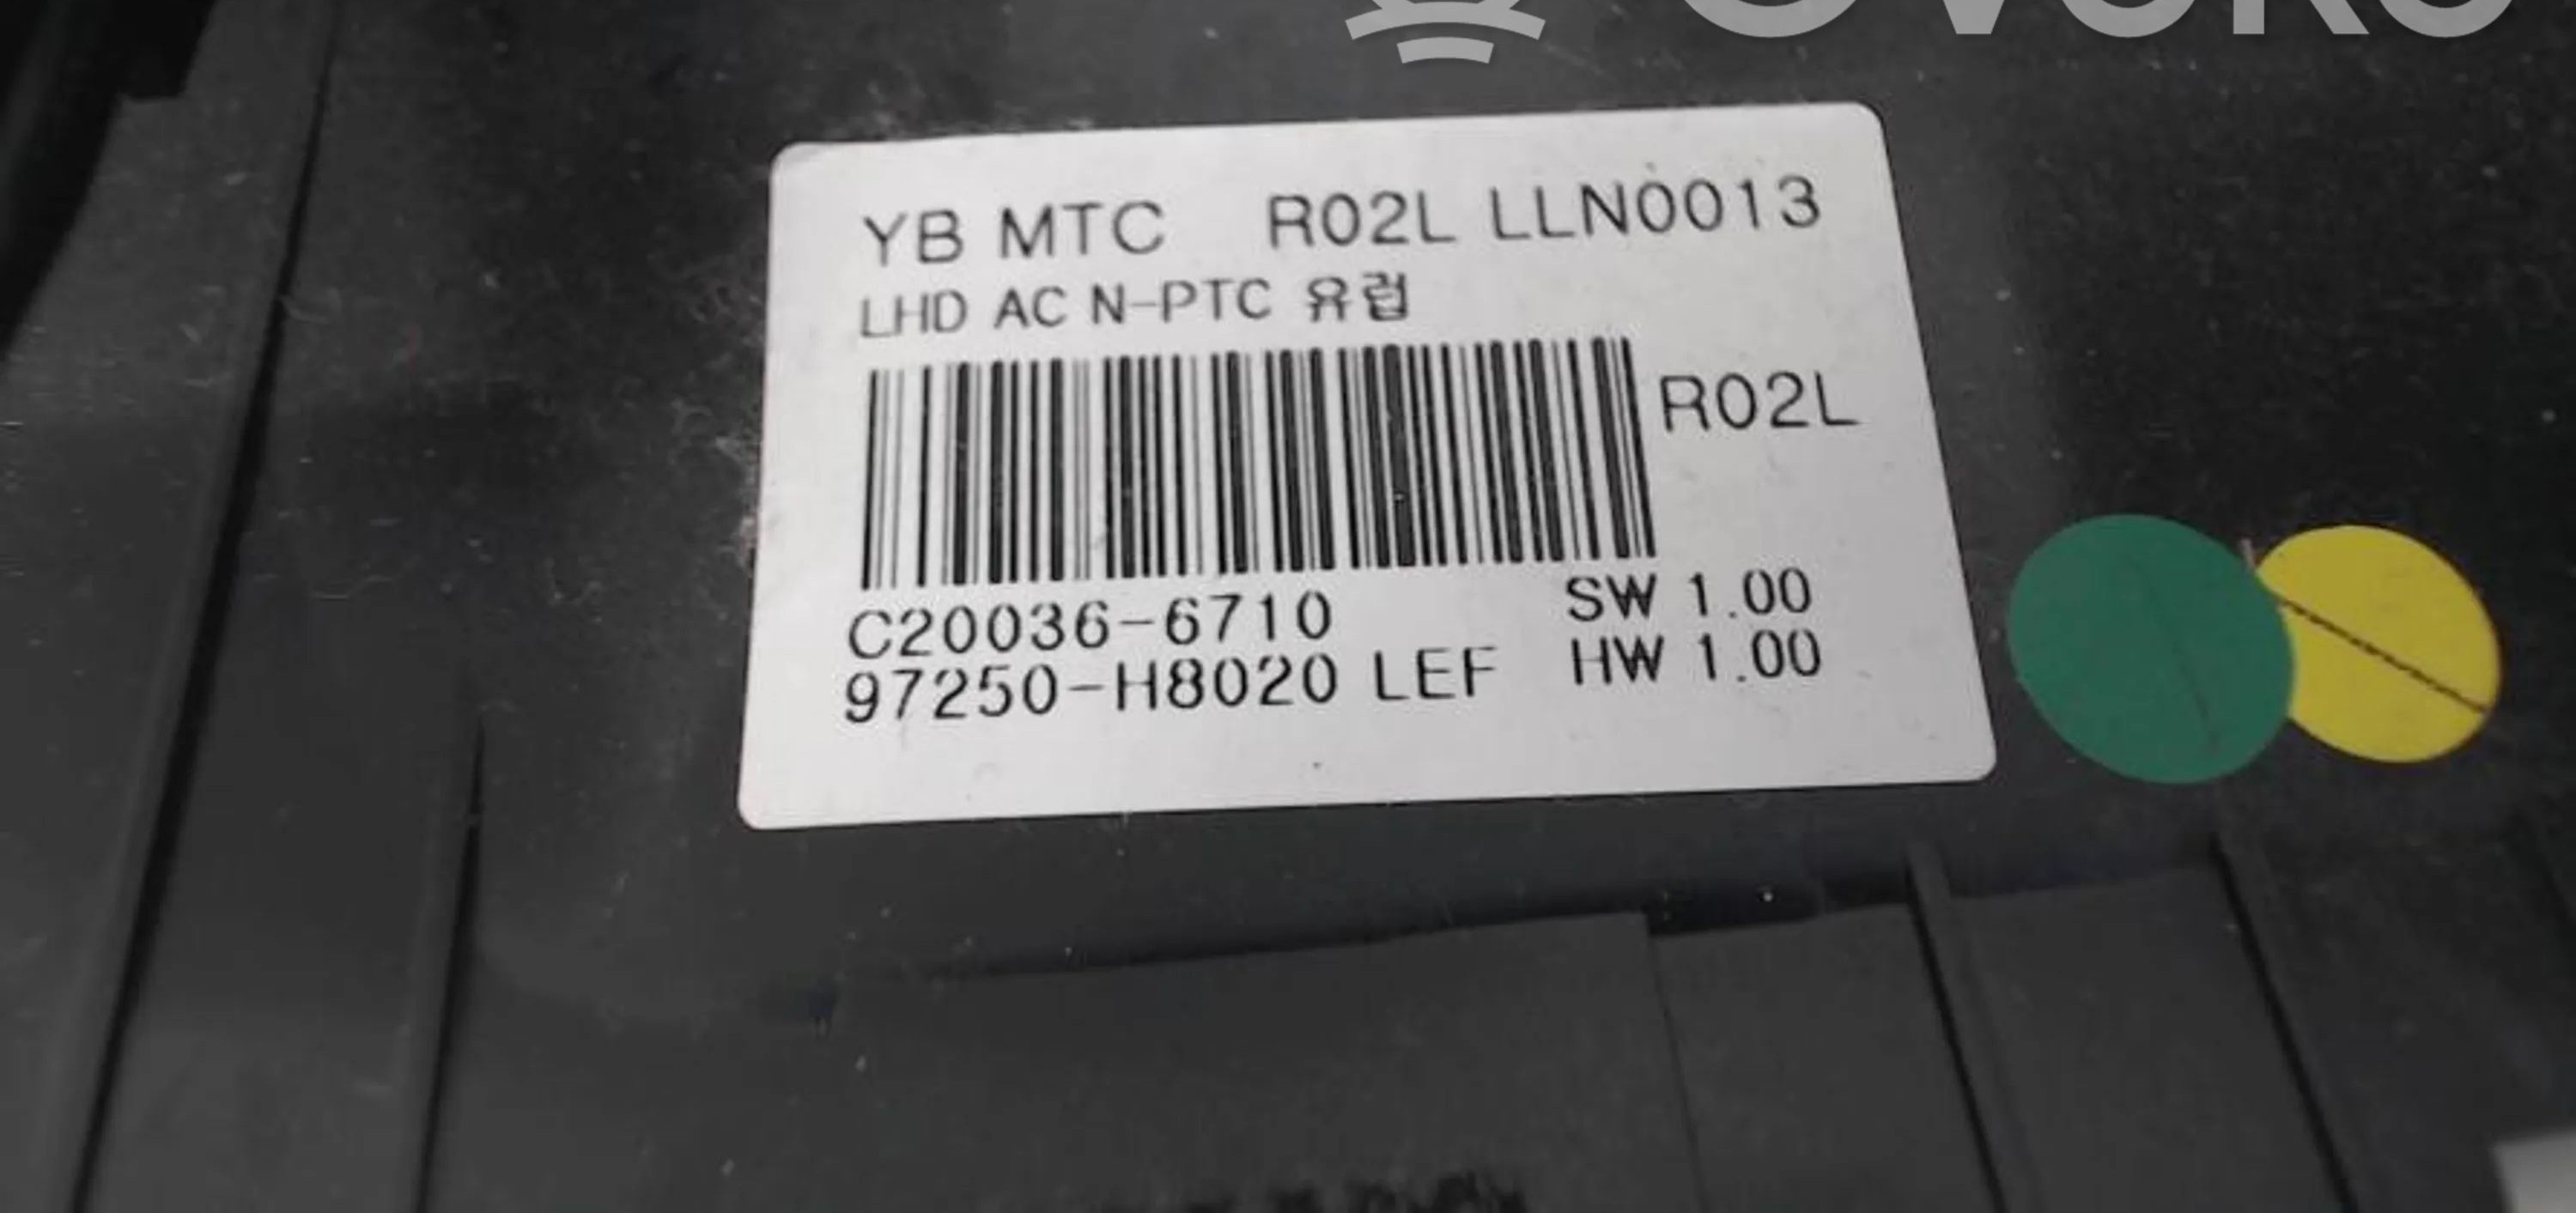 YB MTC R02L LLN0013
LHD AC N-PTC 유럽
R02L
C20036-6710 SW 1.00
97250-H8020 LEF HW 1.00